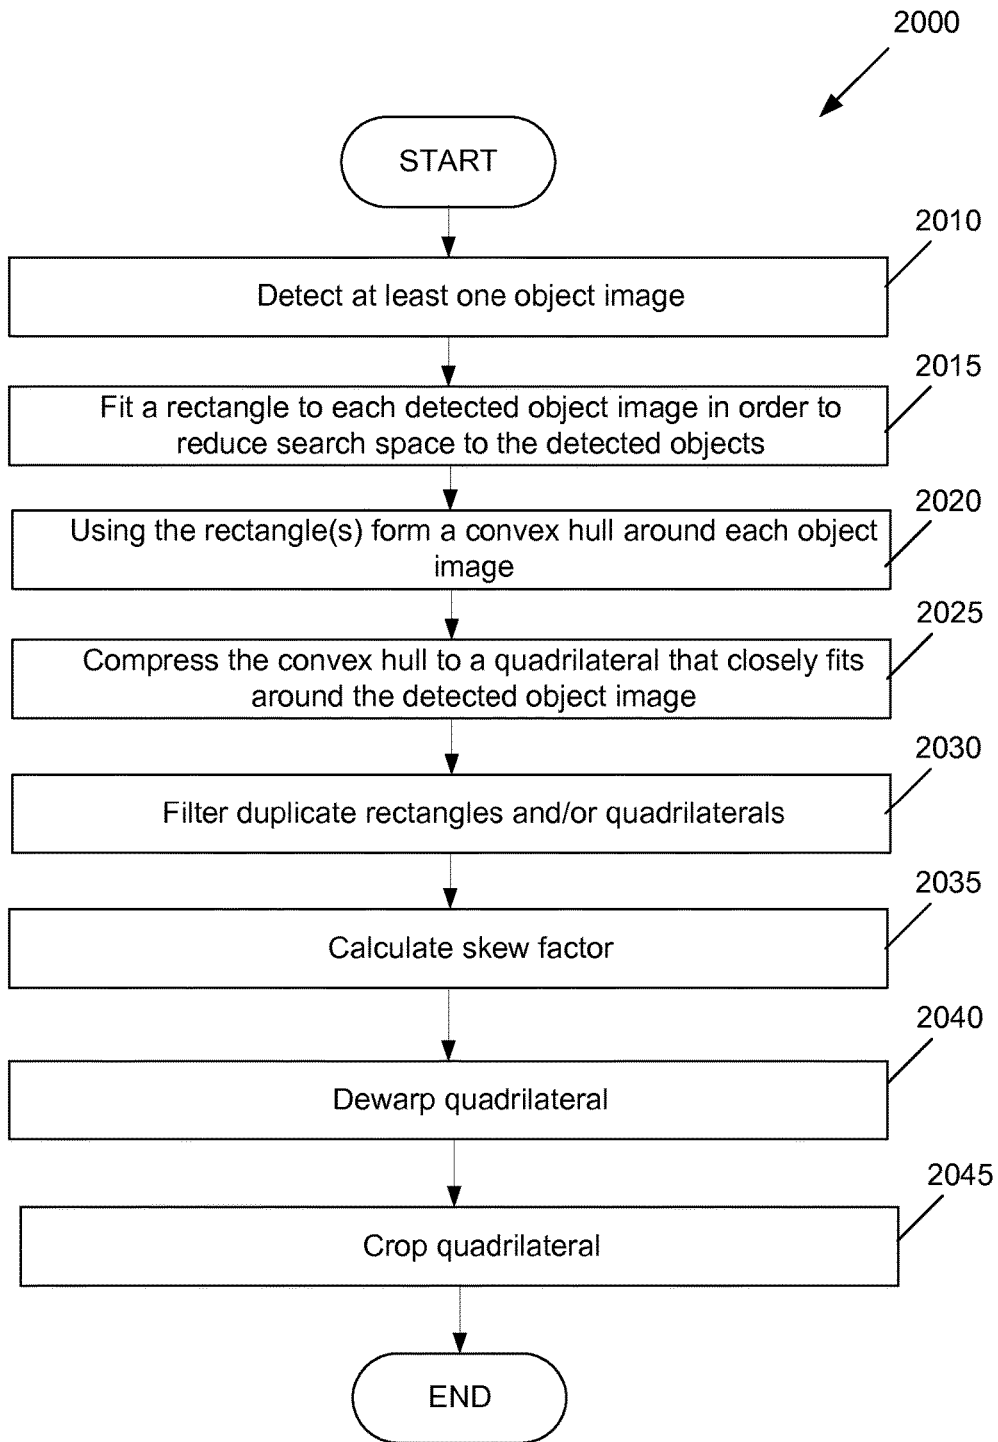 2000
START
2010
Detect at least one object image
2015
Fit a rectangle to each detected object image in order to
reduce search space to the detected objects
2020
Using the rectangle(s) form a convex hull around each object
image
2025
Compress the convex hull to a quadrilateral that closely fits
around the detected object image
2030
Filter duplicate rectangles and/or quadrilaterals
2035
Calculate skew factor
2040
Dewarp quadrilateral
2045
Crop quadrilateral
END